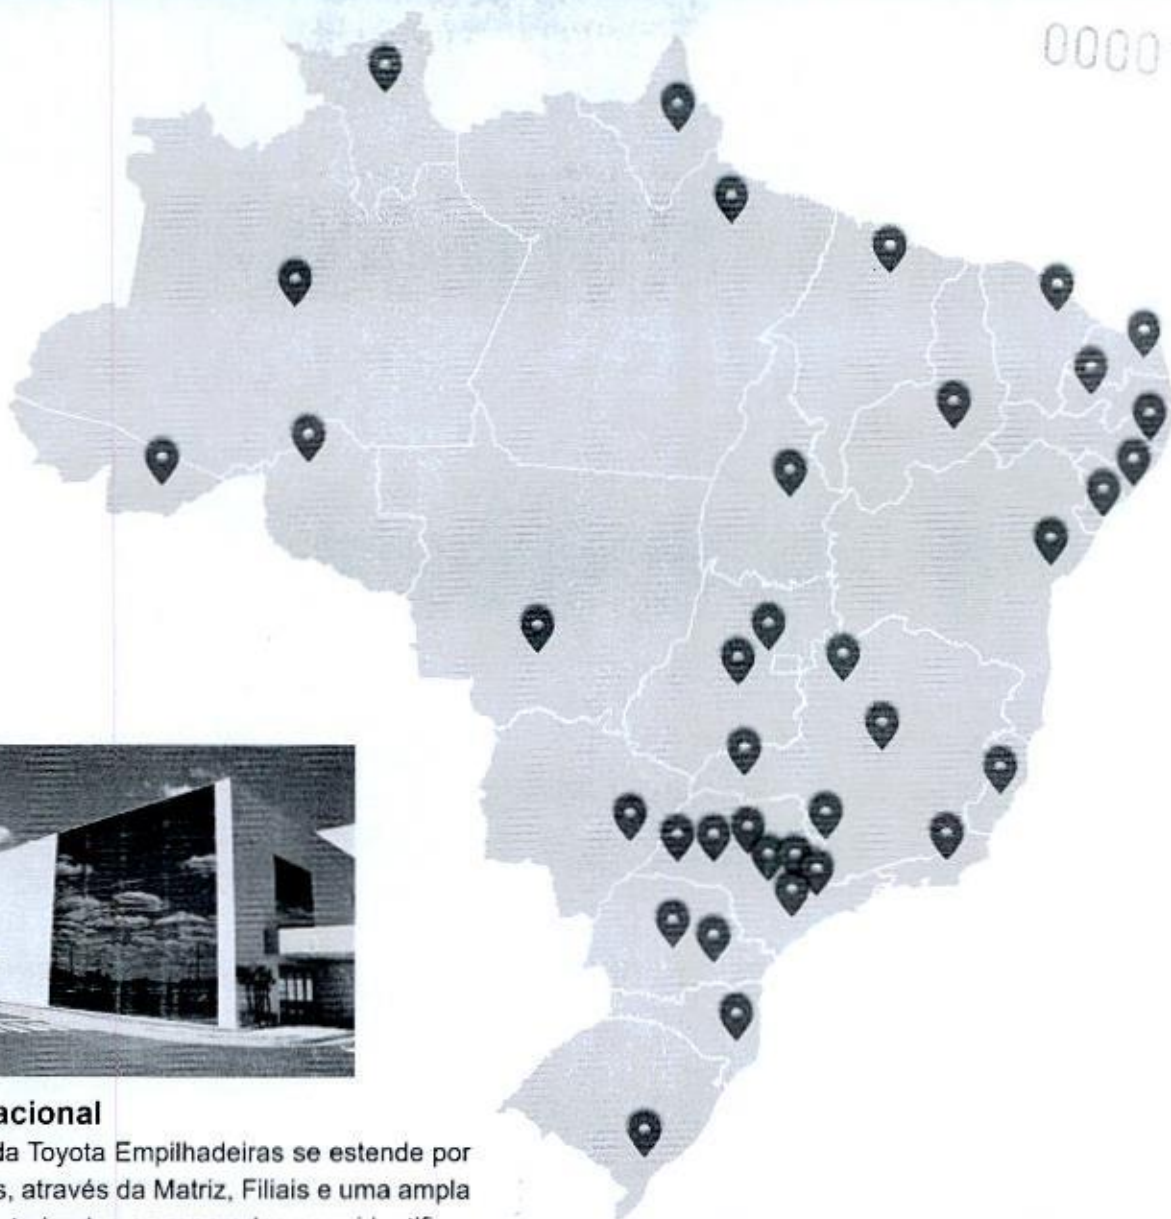 0000
acional
da Toyota Empilhadeiras se estende por
s, através da Matriz, Filiais e uma ampla